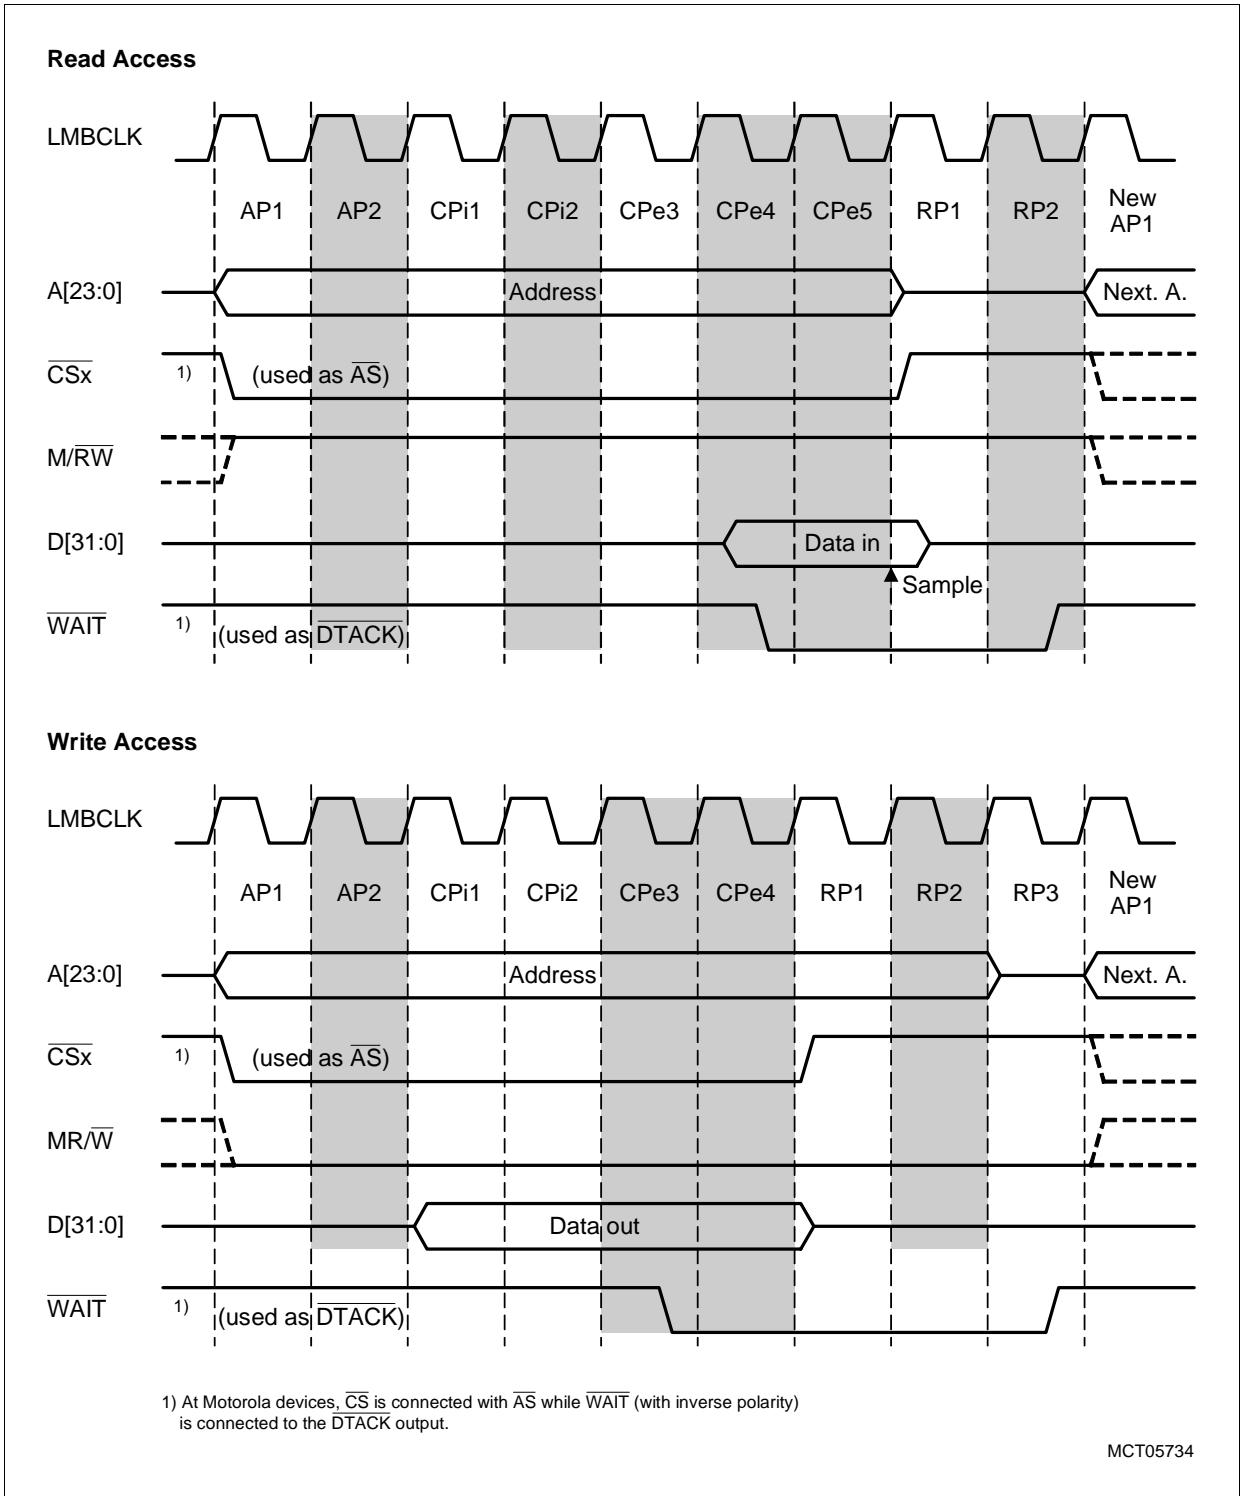 Read Access
LMBCLK
AP1 AP2 CPi1 CPi2 CPe3 CPe4 CPe5 RP1 RP2 New AP1
A[23:0] Address Next. A.
CSx 1) (used as AS)
M/RW
D[31:0] Data in
Sample
WAIT 1) (used as DTACK)
Write Access
LMBCLK
AP1 AP2 CPi1 CPi2 CPe3 CPe4 RP1 RP2 RP3 New AP1
A[23:0] Address Next. A.
CSx 1) (used as AS)
MR/W
D[31:0] Data out
WAIT 1) (used as DTACK)
1) At Motorola devices, CS is connected with AS while WAIT (with inverse polarity)
is connected to the DTACK output.
MCT05734